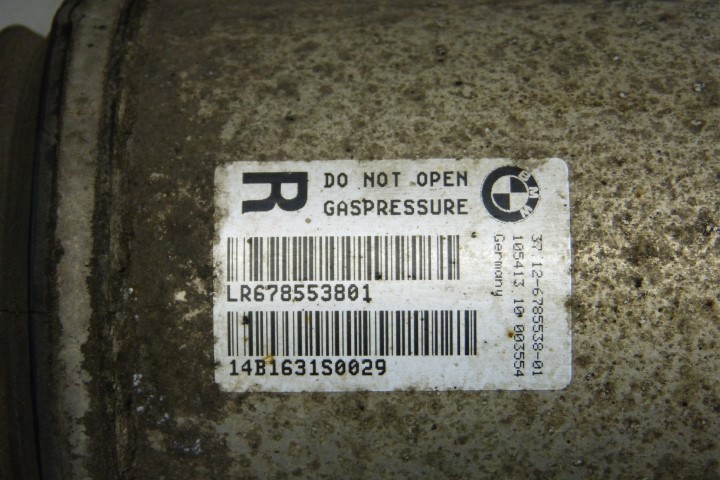 R
DO NOT OPEN
GASPRESSURE
BMW
LR678553801
14B1631S0029
37.12-6785538-01
105413 10 003554
Germany